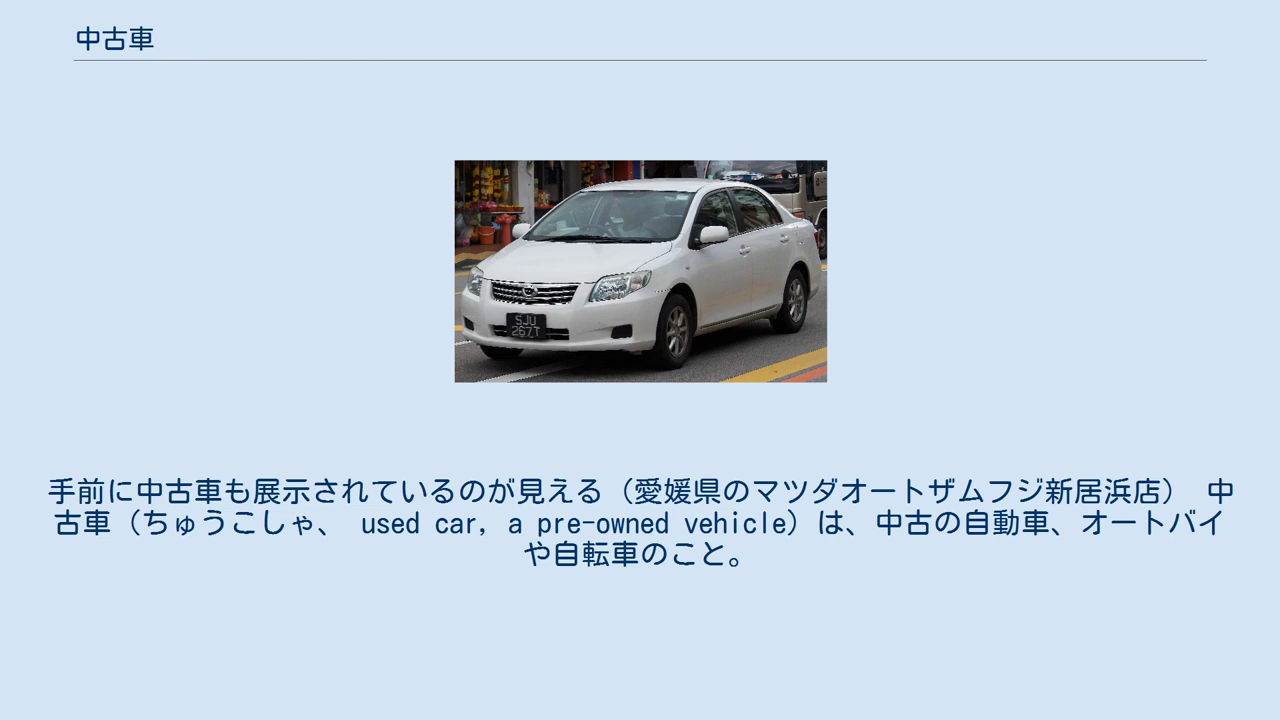 中古車
SJU
267T
手前に中古車も展示されているのが見える（愛媛県のマツダオートザムフジ新居浜店） 中
古車（ちゅうこしゃ、 used car, a pre-owned vehicle）は、中古の自動車、オートバイ
や自転車のこと。